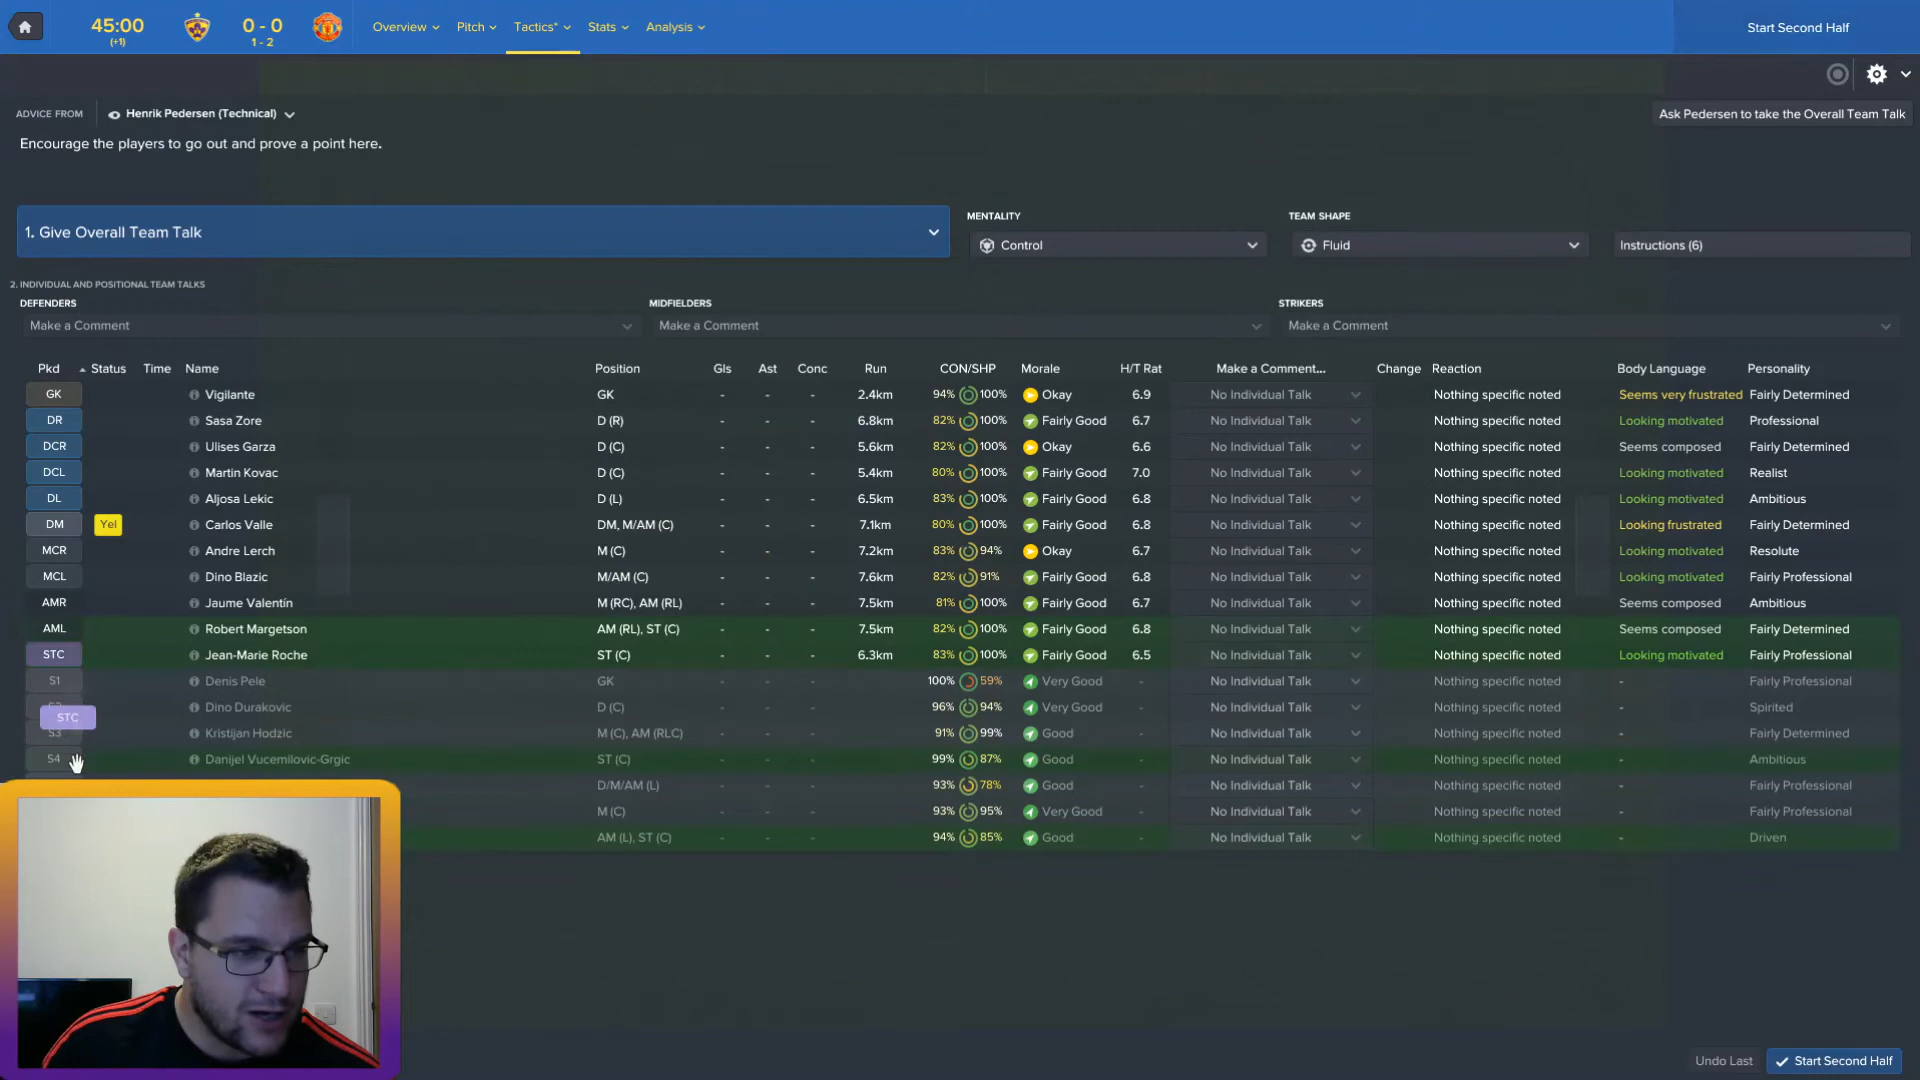 45:00
(+1)
0 - 0
1 - 2
Overview
Pitch
Tactics*
Stats
Analysis
Start Second Half
ADVICE FROM
Henrik Pedersen (Technical)
Ask Pedersen to take the Overall Team Talk
Encourage the players to go out and prove a point here.
1. Give Overall Team Talk
MENTALITY
Control
TEAM SHAPE
Fluid
Instructions (6)
2. INDIVIDUAL AND POSITIONAL TEAM TALKS
DEFENDERS MIDFIELDERS STRIKERS
Make a Comment Make a Comment Make a Comment
Pkd Status Time Name Position Gls Ast Conc Run CON/SHP Morale H/T Rat Make a Comment... Change Reaction Body Language Personality
GK Vigilante GK - - - 2.4km 94% 100% Okay 6.9 No Individual Talk Nothing specific noted Seems very frustrated Fairly Determined
DR Sasa Zore D (R) - - - 6.8km 82% 100% Fairly Good 6.7 No Individual Talk Nothing specific noted Looking motivated Professional
DCR Ulises Garza D (C) - - - 5.6km 82% 100% Okay 6.6 No Individual Talk Nothing specific noted Seems composed Fairly Determined
DCL Martin Kovac D (C) - - - 5.4km 80% 100% Fairly Good 7.0 No Individual Talk Nothing specific noted Looking motivated Realist
DL Aljosa Lekic D (L) - - - 6.5km 83% 100% Fairly Good 6.8 No Individual Talk Nothing specific noted Looking motivated Ambitious
DM Yel Carlos Valle DM, M/AM (C) - - - 7.1km 80% 100% Fairly Good 6.8 No Individual Talk Nothing specific noted Looking frustrated Fairly Determined
MCR Andre Lerch M (C) - - - 7.2km 83% 94% Okay 6.7 No Individual Talk Nothing specific noted Looking motivated Resolute
MCL Dino Blazic M/AM (C) - - - 7.6km 82% 91% Fairly Good 6.8 No Individual Talk Nothing specific noted Looking motivated Fairly Professional
AMR Jaume Valentín M (RC), AM (RL) - - - 7.5km 81% 100% Fairly Good 6.7 No Individual Talk Nothing specific noted Seems composed Ambitious
AML Robert Margetson AM (RL), ST (C) - - - 7.5km 82% 100% Fairly Good 6.8 No Individual Talk Nothing specific noted Seems composed Fairly Determined
STC Jean-Marie Roche ST (C) - - - 6.3km 83% 100% Fairly Good 6.5 No Individual Talk Nothing specific noted Looking motivated Fairly Professional
S1 Denis Pele GK - - - 100% 59% Very Good - No Individual Talk Nothing specific noted - Fairly Professional
Dino Durakovic D (C) - - - 96% 94% Very Good - No Individual Talk Nothing specific noted - Spirited
STC
S3 Kristijan Hodzic M (C), AM (RLC) - - - 91% 99% Good - No Individual Talk Nothing specific noted - Fairly Determined
S4 Danijel Vucemilovic-Grgic ST (C) - - - 99% 87% Good - No Individual Talk Nothing specific noted - Ambitious
D/M/AM (L) - - - 93% 78% Good - No Individual Talk Nothing specific noted - Fairly Professional
M (C) - - - 93% 95% Very Good - No Individual Talk Nothing specific noted - Fairly Professional
AM (L), ST (C) - - - 94% 85% Good - No Individual Talk Nothing specific noted - Driven
Undo Last
Start Second Half